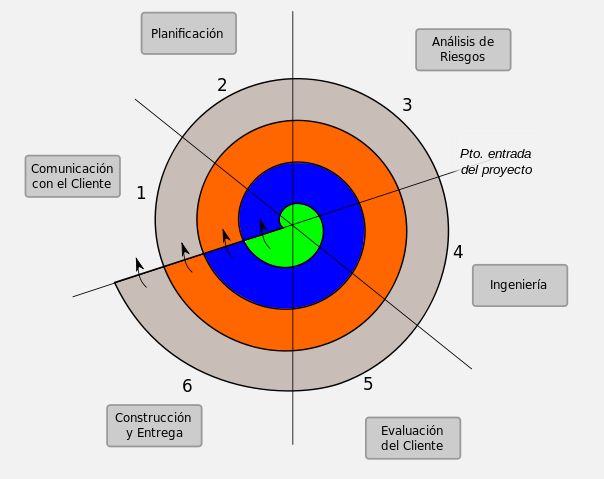 Planificación
Análisis de
Riesgos
2
3
Pto. entrada
del proyecto
Comunicación
con el Cliente
1
4
Ingeniería
6
5
Construcción
y Entrega
Evaluación
del Cliente